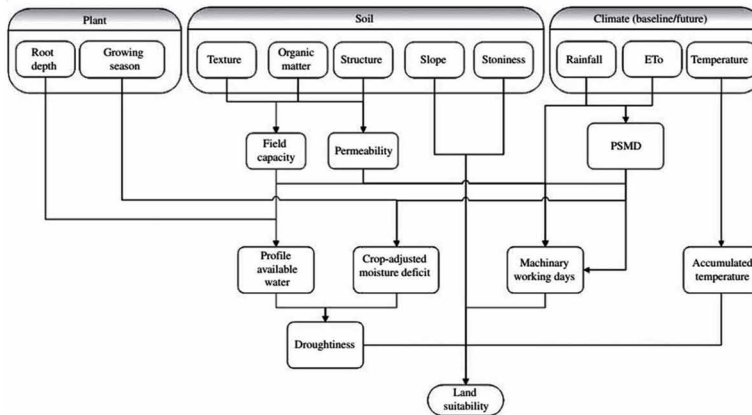 Plant
Soil
Climate (baseline/future)
Root
depth
Growing
season
Texture
Organic
matter
Structure
Slope
Stoniness
Rainfall
ETo
Temperature
Field
capacity
Permeability
PSMD
Profile
available
water
Crop-adjusted
moisture deficit
Machinary
working days
Accumulated
temperature
Droughtiness
Land
suitability